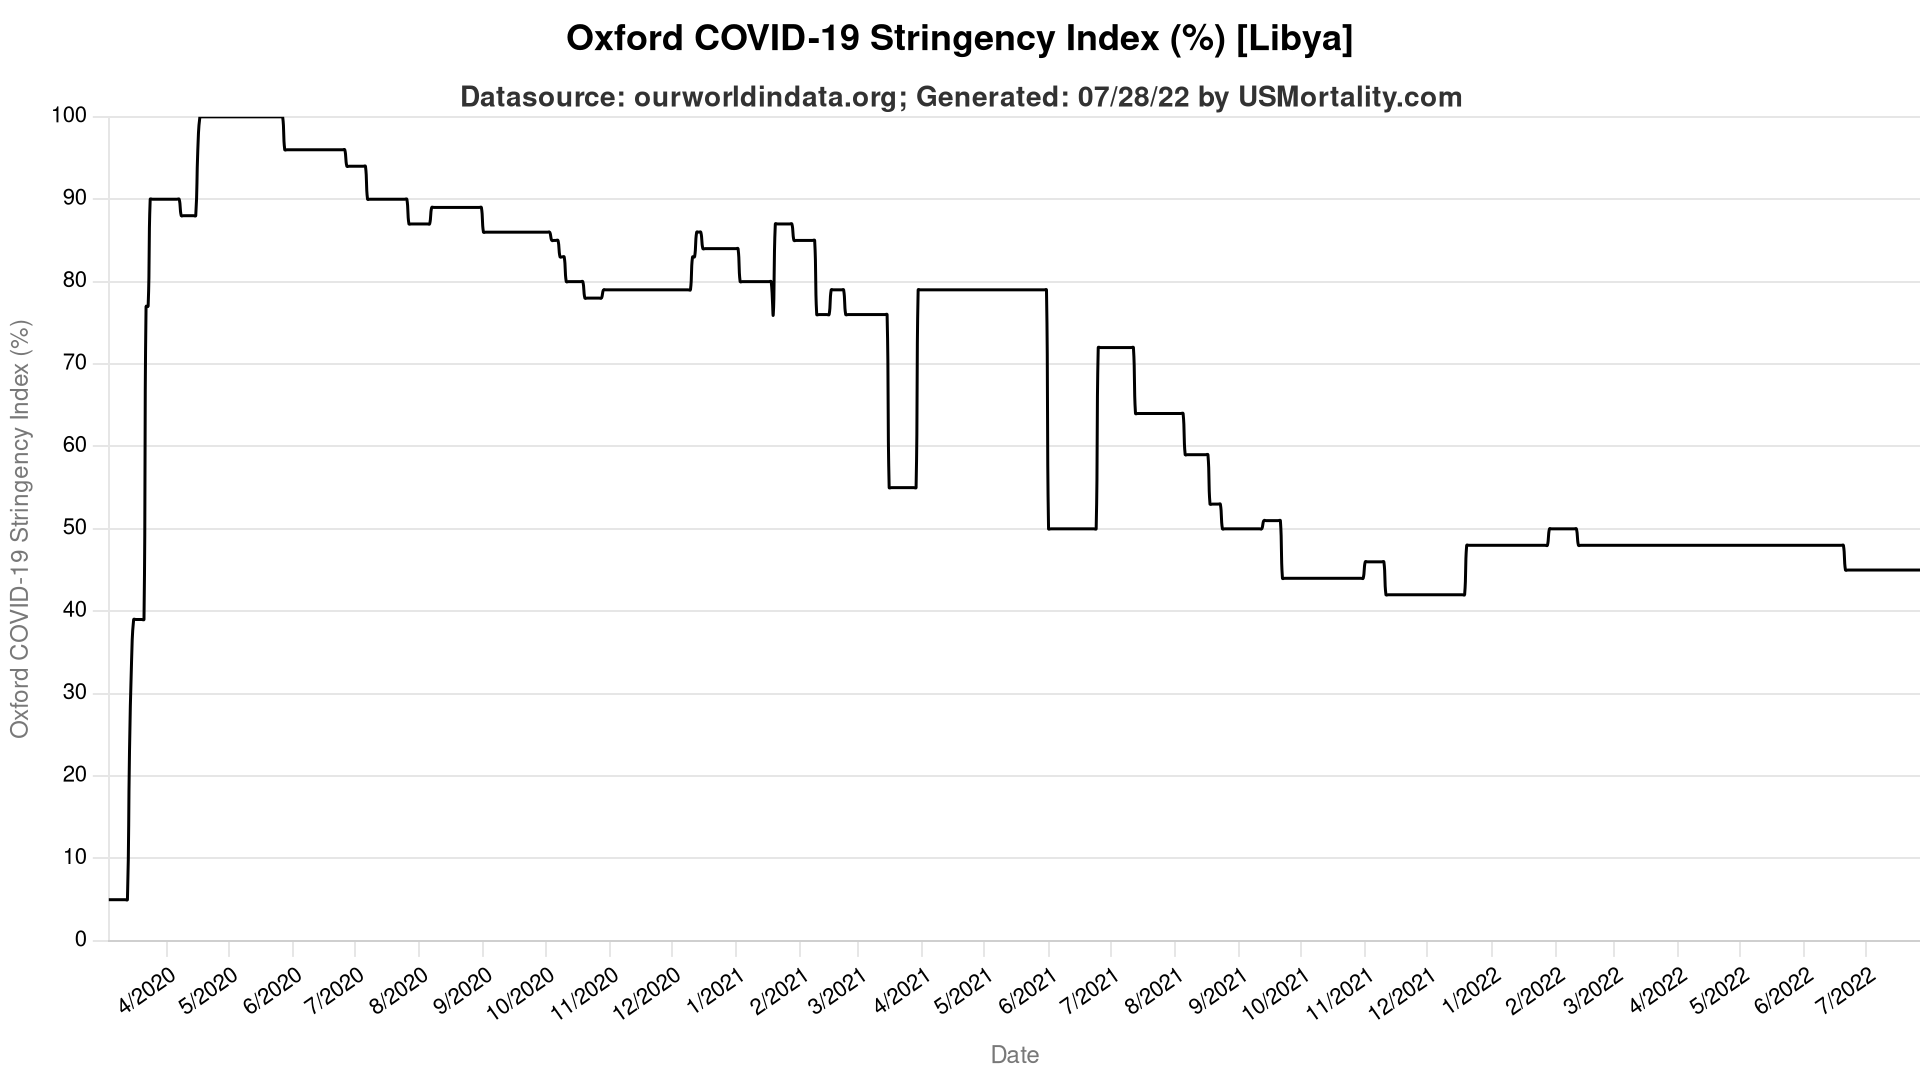 Oxford COVID-19 Stringency Index (%) [Libya]
Datasource: ourworldindata.org; Generated: 07/28/22 by USMortality.com
Oxford COVID-19 Stringency Index (%)
100
90
80
70
60
50
40
30
20
10
0
4/2020 5/2020 6/2020 7/2020 8/2020 9/2020 10/2020 11/2020 12/2020 1/2021 2/2021 3/2021 4/2021 5/2021 6/2021 7/2021 8/2021 9/2021 10/2021 11/2021 12/2021 1/2022 2/2022 3/2022 4/2022 5/2022 6/2022 7/2022
Date